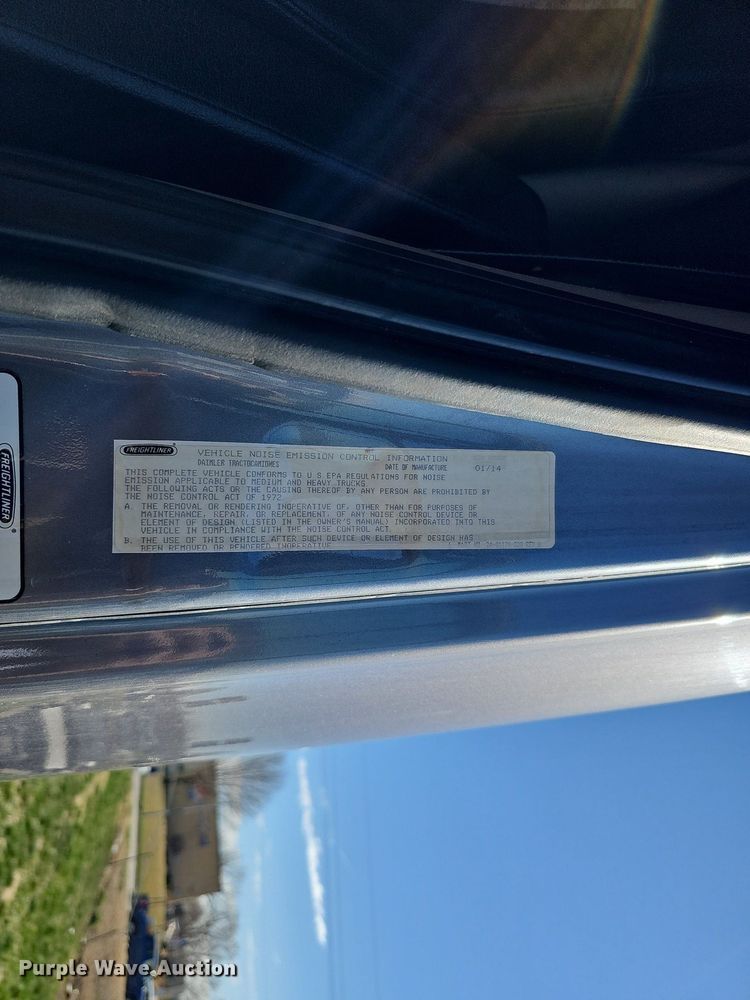 FREIGHTLINER
FREIGHTLINER VEHICLE NOISE EMISSION CONTROL INFORMATION
DAIMLER TRACTOCAMIONES DATE OF MANUFACTURE 01/14
THIS COMPLETE VEHICLE CONFORMS TO U.S.EPA REGULATIONS FOR NOISE
EMISSION APPLICABLE TO MEDIUM AND HEAVY TRUCKS
THE FOLLOWING ACTS OR THE CAUSING THEREOF BY ANY PERSON ARE PROHIBITED BY
THE NOISE CONTROL ACT OF 1972
A. THE REMOVAL OR RENDERING INOPERATIVE OF, OTHER THAN FOR PURPOSES OF
MAINTENANCE, REPAIR, OR REPLACEMENT, OF ANY NOISE CONTROL DEVICE OR
ELEMENT OF DESIGN (LISTED IN THE OWNER'S MANUAL) INCORPORATED INTO THIS
VEHICLE IN COMPLIANCE WITH THE NOISE CONTROL ACT.
B. THE USE OF THIS VEHICLE AFTER SUCH DEVICE OR ELEMENT OF DESIGN HAS
BEEN REMOVED OR RENDERED INOPERATIVE
Purple Wave Auction